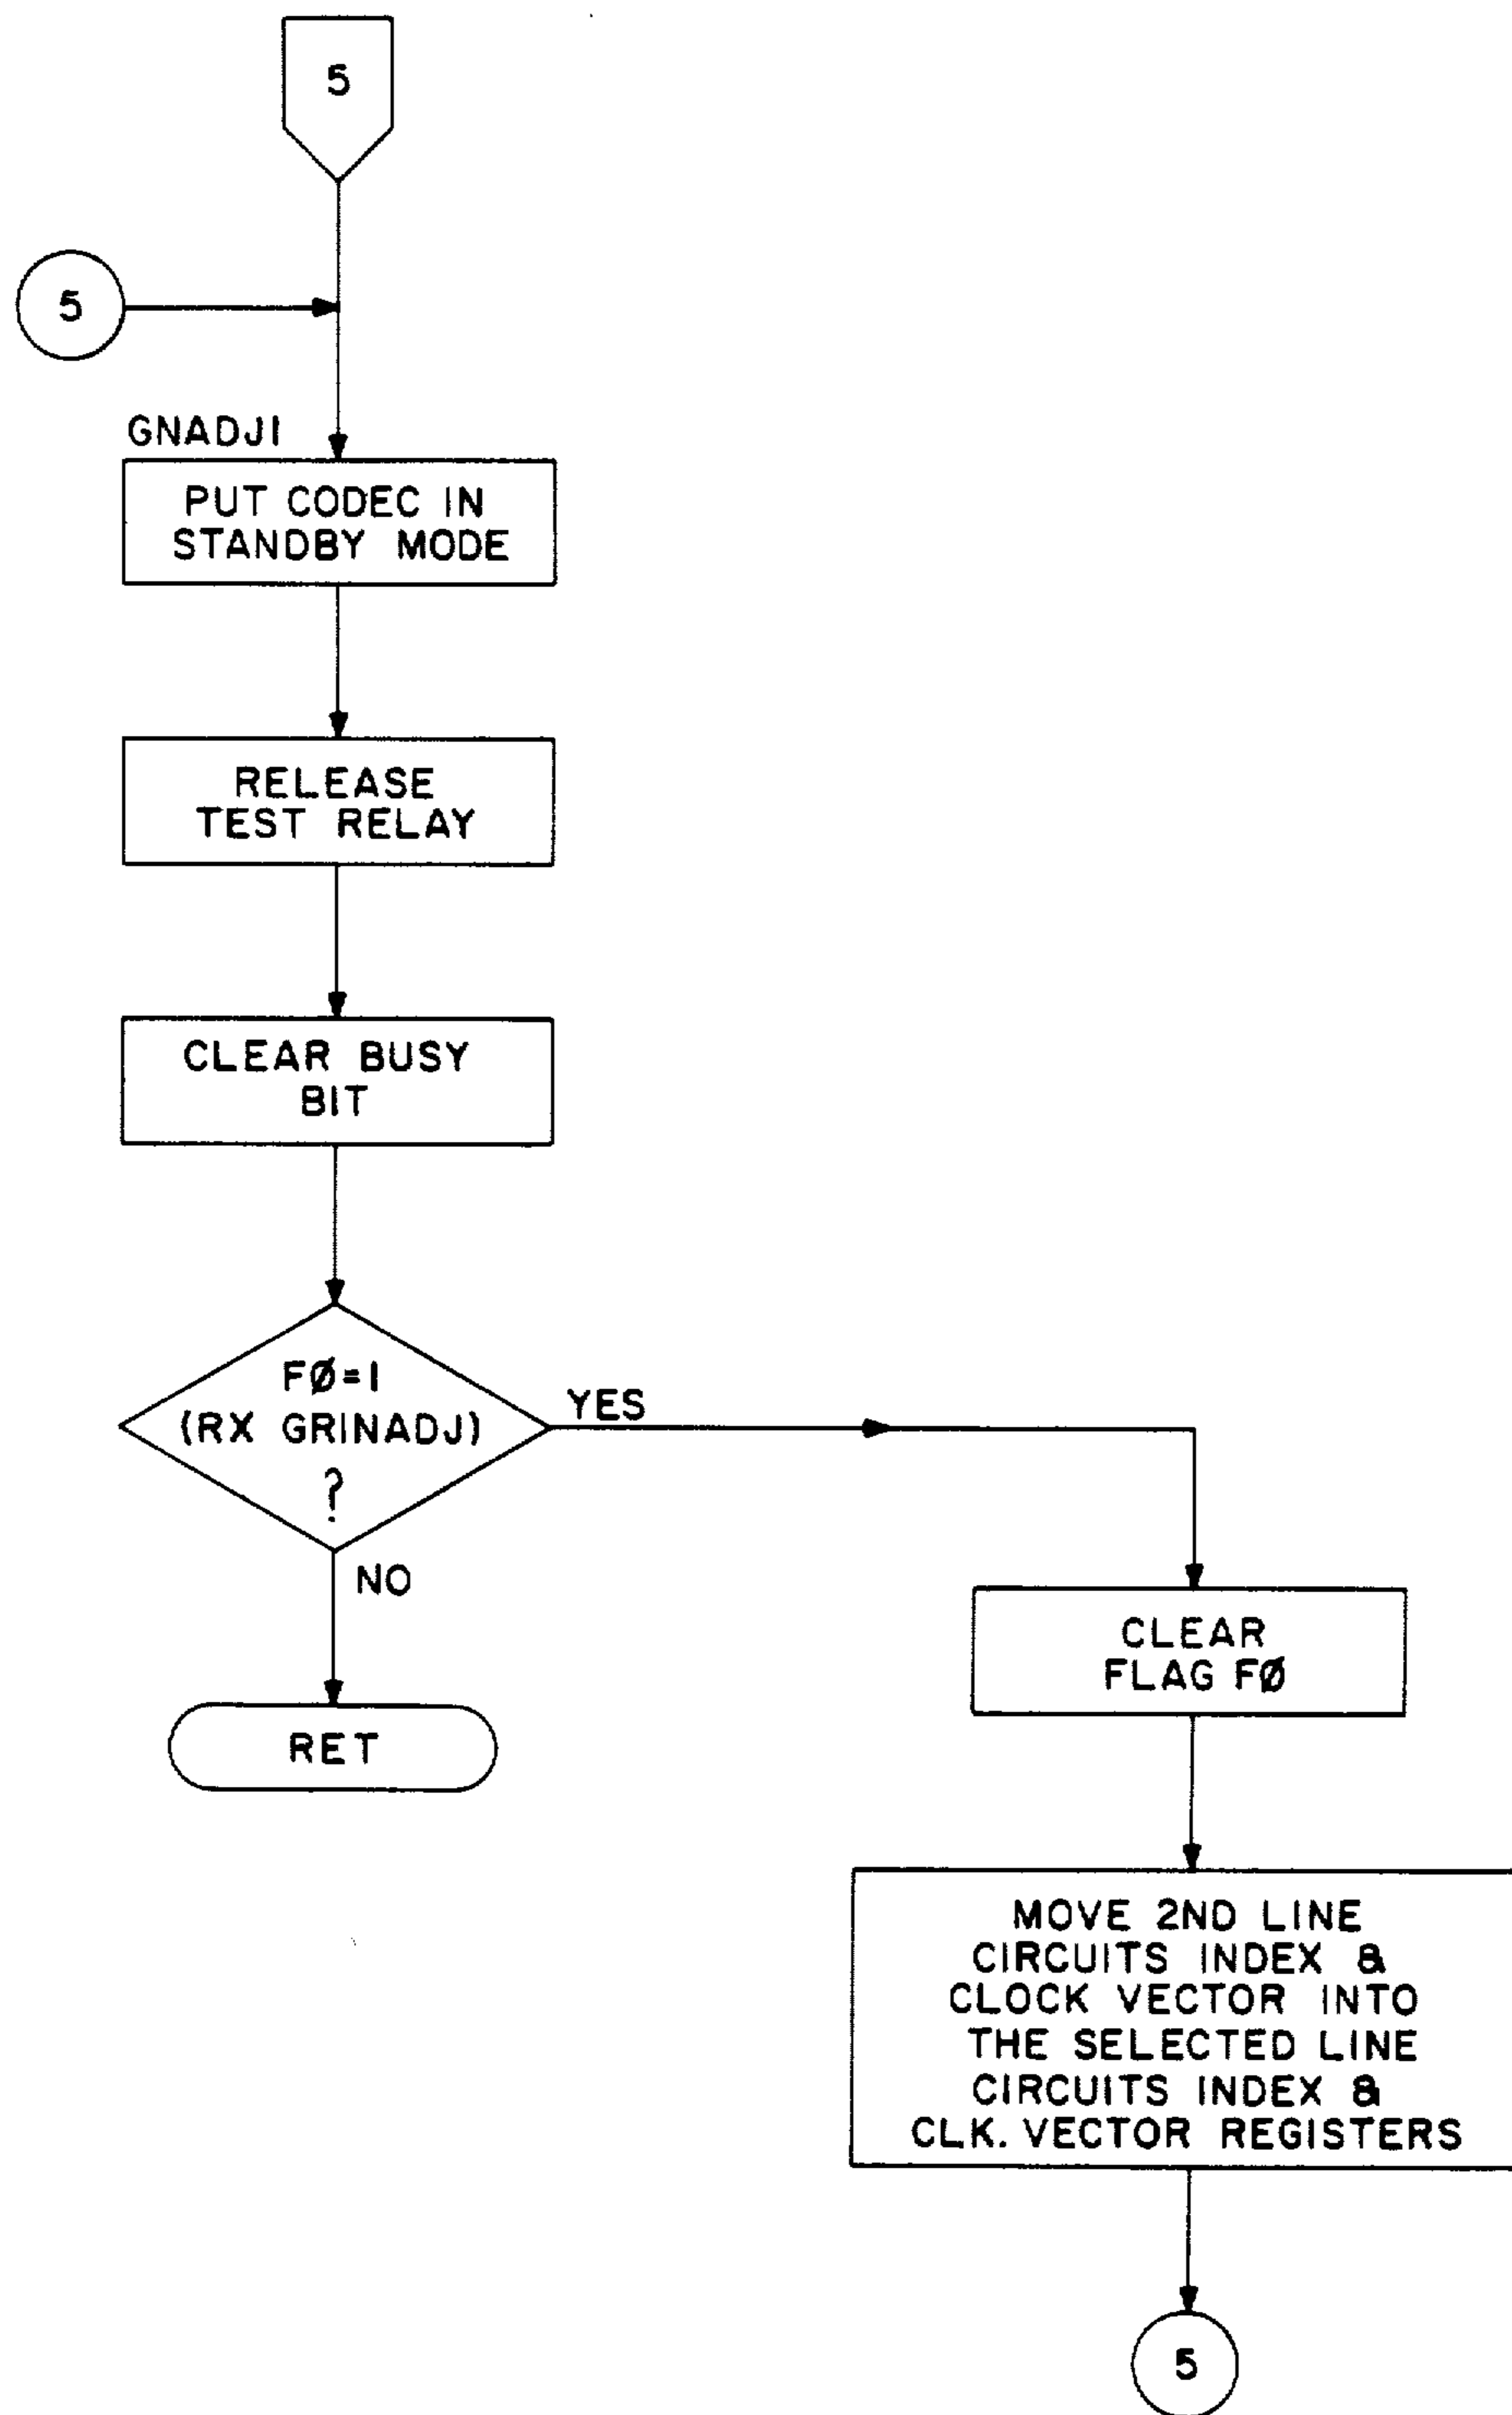 5
5
GNADJ1
PUT CODEC IN
STANDBY MODE
RELEASE
TEST RELAY
CLEAR BUSY
BIT
FØ=1
(RX GRINADJ)
?
YES
NO
RET
CLEAR
FLAG FØ
MOVE 2ND LINE
CIRCUITS INDEX &
CLOCK VECTOR INTO
THE SELECTED LINE
CIRCUITS INDEX &
CLK. VECTOR REGISTERS
5